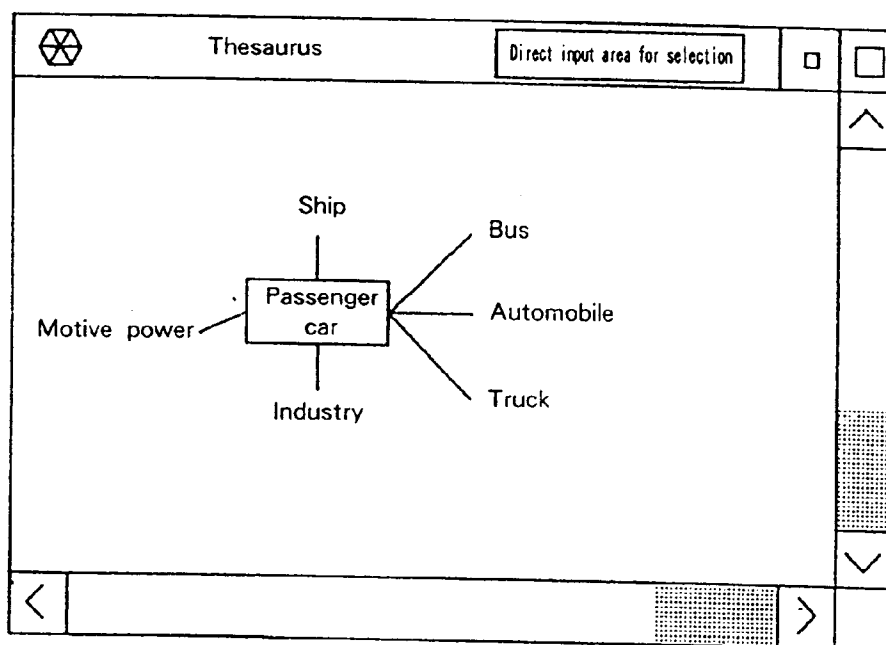 Thesaurus
Direct input area for selection
Ship
Bus
Passenger
car
Automobile
Motive power
Truck
Industry